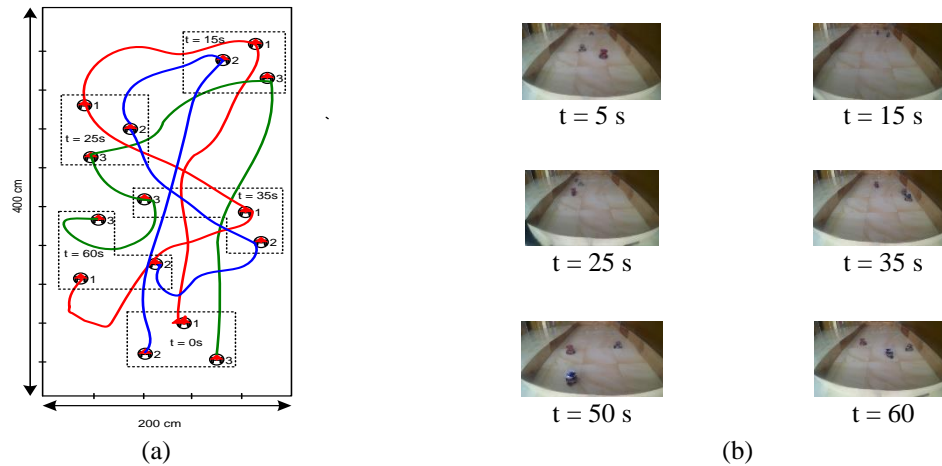 t = 15s
1
2
3
1
t = 25s
2
3
3
t = 35s
1
3
2
t = 60s
2
1
1
t = 0s
2
3
400 cm
200 cm
(a)
t = 5 s
t = 15 s
t = 25 s
t = 35 s
t = 50 s
t = 60
(b)